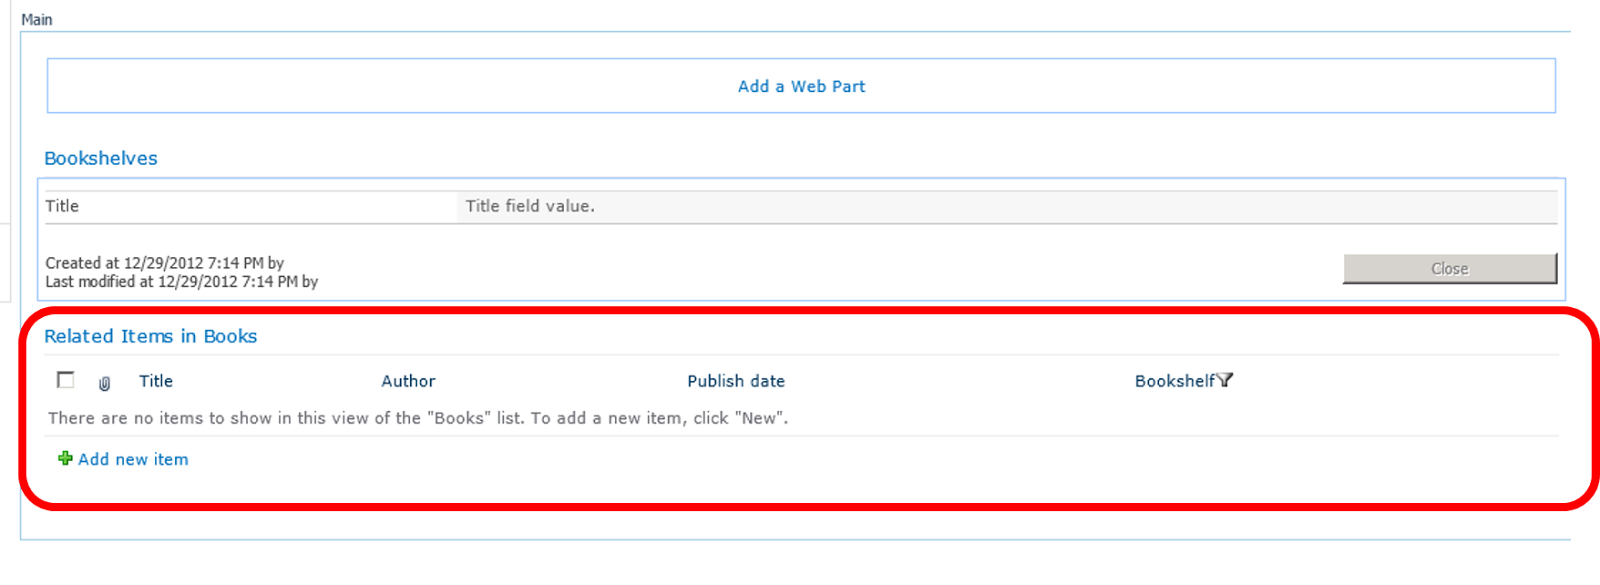 Main
Add a Web Part
Bookshelves
Title Title field value.
Created at 12/29/2012 7:14 PM by
Last modified at 12/29/2012 7:14 PM by
Close
Related Items in Books
Title Author Publish date Bookshelf
There are no items to show in this view of the "Books" list. To add a new item, click "New".
Add new item